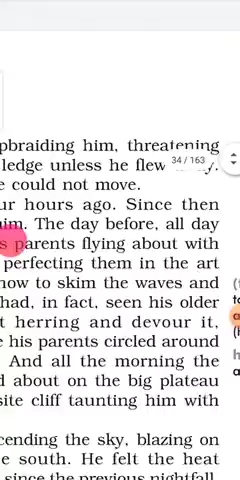 pbraiding him, threatening
34 / 163
ledge unless he flew
e could not move.
ur hours ago. Since then
him. The day before, all day
s parents flying about with
perfecting them in the art
how to skim the waves and
had, in fact, seen his older
t herring and devour it,
e his parents circled around
. And all the morning the
d about on the big plateau
site cliff taunting him with
cending the sky, blazing on
e south. He felt the heat
since the previous nightfall.